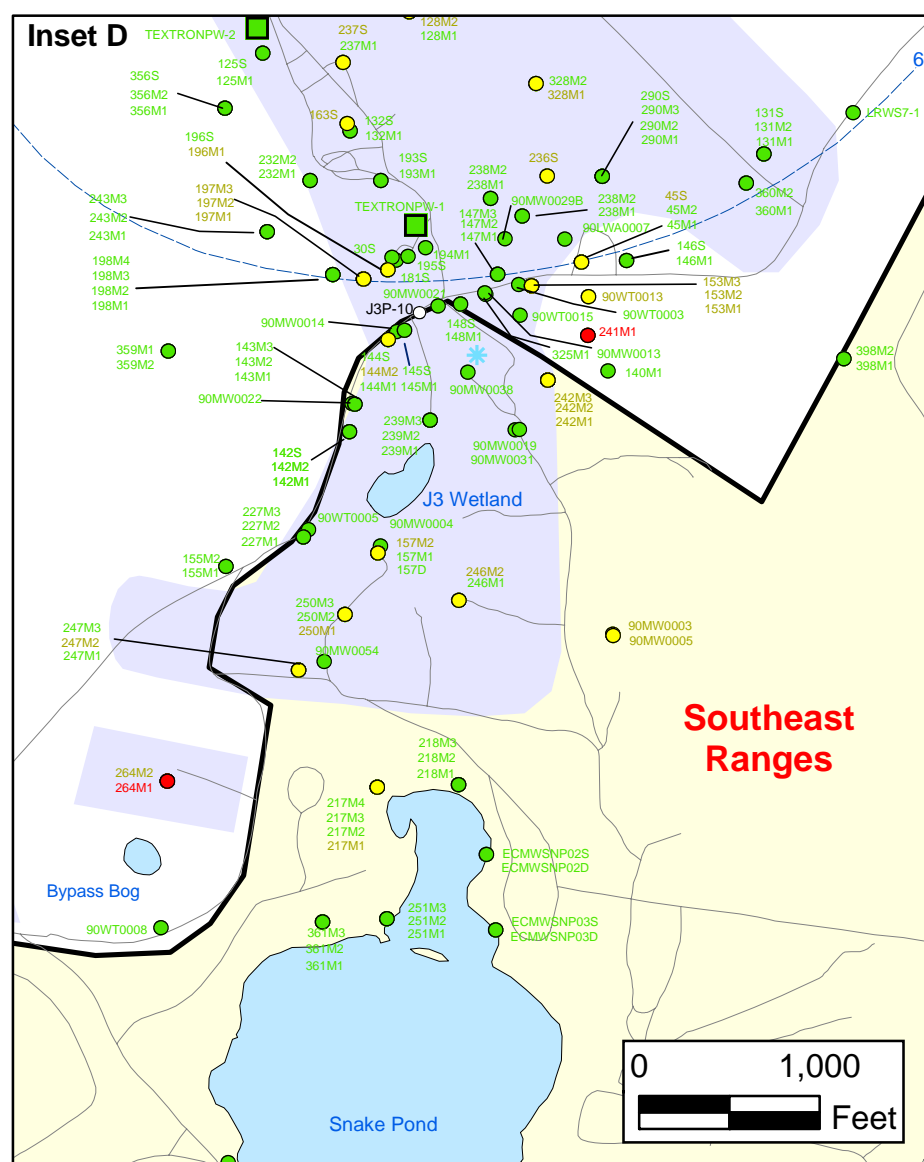 Inset D
TEXTRONPW-2
125S
125M1
237S
237M1
128M2
128M1
328M2
328M1
6
356S
356M2
356M1
163S
132S
132M1
290S
290M3
290M2
290M1
131S
131M2
131M1
LRWS7-1
196S
196M1
232M2
232M1
193S
193M1
238M2
238M1
236S
360M2
360M1
243M3
243M2
243M1
197M3
197M2
197M1
TEXTRONPW-1
147M3
147M2
147M1
90MW0029B
238M2
238M1
45S
45M2
45M1
90LWA0007
146S
146M1
30S
194M1
195S
181S
198M4
198M3
198M2
198M1
90MW0021
J3P-10
153M3
153M2
153M1
90WT0013
90WT0003
90WT0015
90MW0014
148S
148M1
241M1
325M1
90MW0013
140M1
398M2
398M1
359M1
359M2
143M3
143M2
143M1
144S
144M2
144M1
145S
145M1
90MW0038
242M3
242M2
242M1
90MW0022
239M3
239M2
239M1
90MW0019
90MW0031
142S
142M2
142M1
J3 Wetland
227M3
227M2
227M1
90WT0005
90MW0004
157M2
157M1
157D
155M2
155M1
246M2
246M1
250M3
250M2
250M1
90MW0003
90MW0005
247M3
247M2
247M1
90MW0054
Southeast
Ranges
218M3
218M2
218M1
264M2
264M1
217M4
217M3
217M2
217M1
ECMWSNP02S
ECMWSNP02D
Bypass Bog
90WT0008
251M3
251M2
251M1
361M3
361M2
361M1
ECMWSNP03S
ECMWSNP03D
0 1,000
Feet
Snake Pond